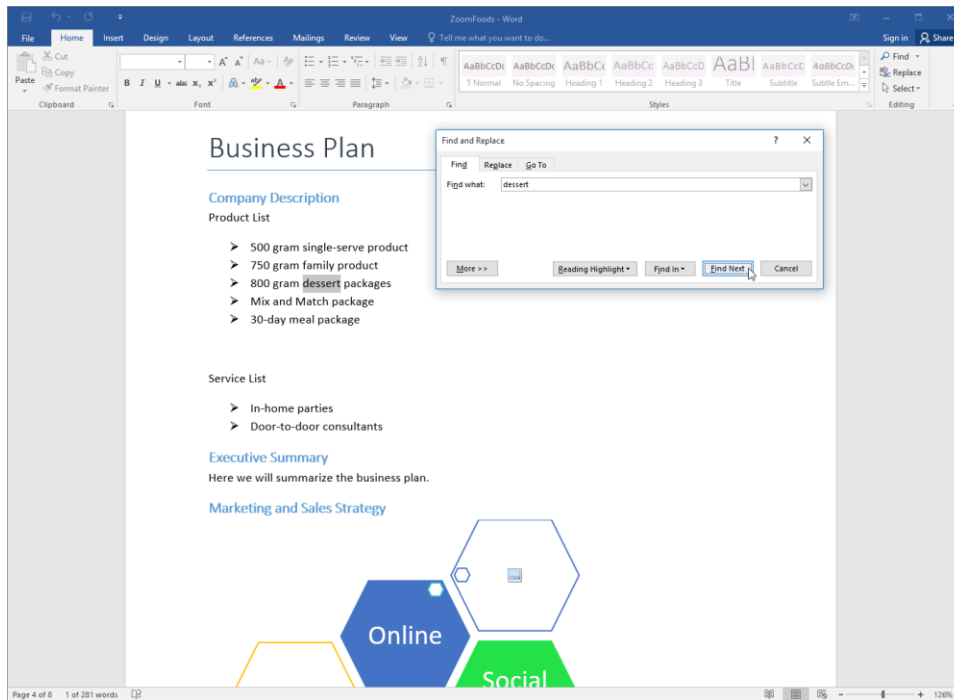 ZoomFoods - Word
File Home Insert Design Layout References Mailings Review View Tell me what you want to do... Sign in Share
Paste
Cut
Copy
Format Painter
Clipboard
B I U abc x₂ x² A aby A
A A Aa
Font
Paragraph
AaBbCcDc AaBbCcDc AaBbCc AaBbCc AaBbCcD AaBl AaBbCcD AaBbCcDc
¶ Normal No Spacing Heading 1 Heading 2 Heading 3 Title Subtitle Subtle Em...
Styles
Find
Replace
Select
Editing
Business Plan
Company Description
Product List
➤ 500 gram single-serve product
➤ 750 gram family product
➤ 800 gram dessert packages
➤ Mix and Match package
➤ 30-day meal package
Service List
➤ In-home parties
➤ Door-to-door consultants
Executive Summary
Here we will summarize the business plan.
Marketing and Sales Strategy
Online
Social
Find and Replace ? X
Find Replace Go To
Find what: dessert
More >> Reading Highlight Find In Find Next Cancel
Page 4 of 8 1 of 281 words 126%